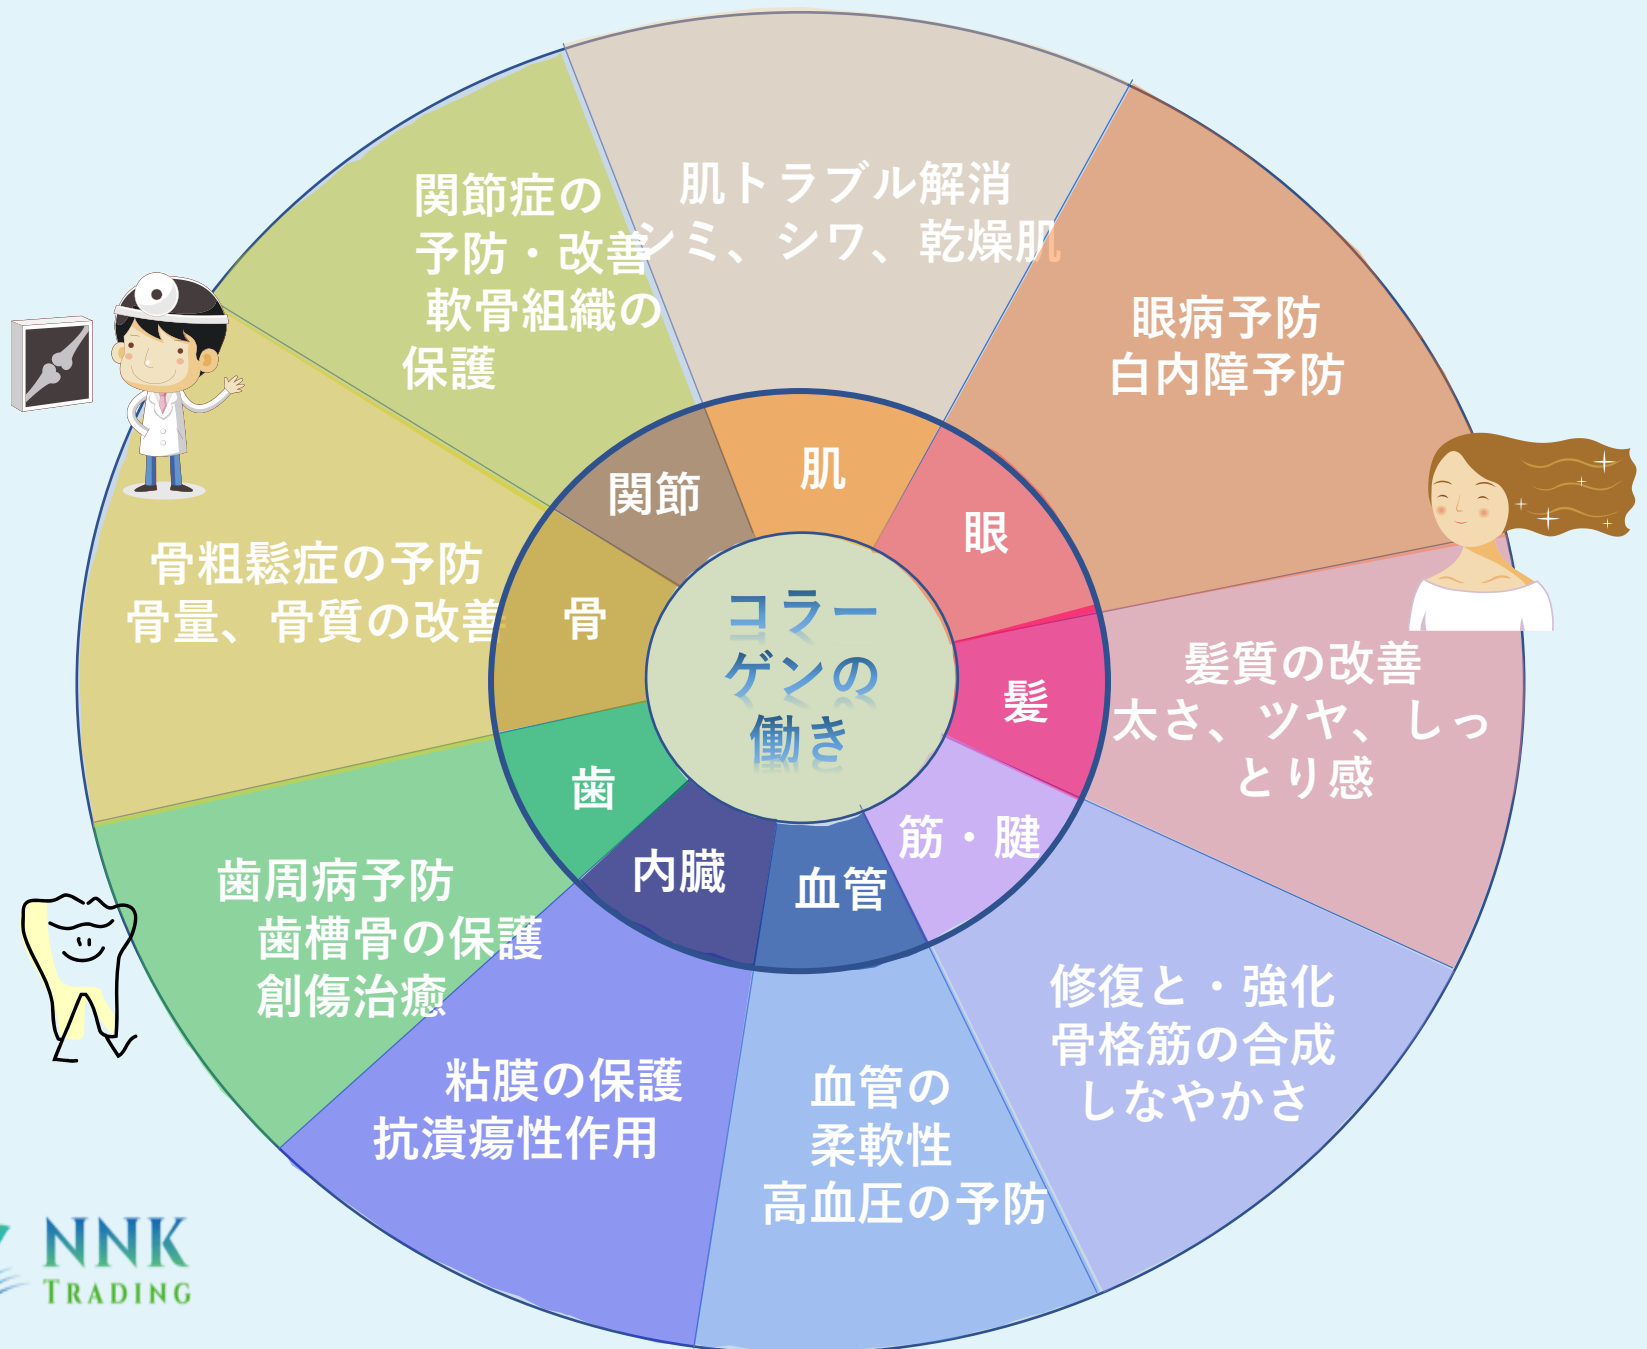 コラー
ゲンの
働き
肌
肌トラブル解消
シミ、シワ、乾燥肌
眼
眼病予防
白内障予防
髪
髪質の改善
太さ、ツヤ、しっ
とり感
筋・腱
修復と・強化
骨格筋の合成
しなやかさ
血管
血管の
柔軟性
高血圧の予防
内臓
粘膜の保護
抗潰瘍性作用
歯
歯周病予防
歯槽骨の保護
創傷治癒
骨
骨粗鬆症の予防
骨量、骨質の改善
関節
関節症の
予防・改善
軟骨組織の
保護
NNK
TRADING